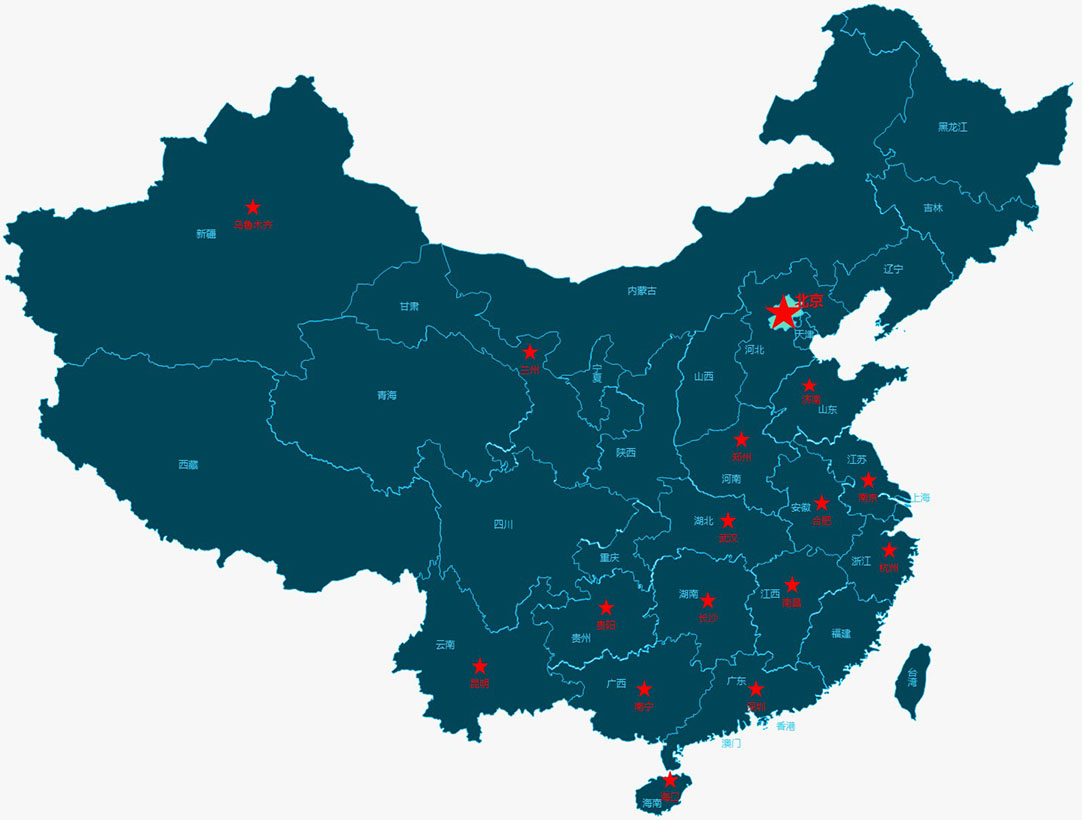 黑龙江
吉林
乌鲁木齐
新疆
辽宁
内蒙古
北京
甘肃
天津
河北
兰州
宁夏
山西
青海
济南
山东
陕西
郑州
西藏
河南
江苏
南京
上海
安徽
合肥
湖北
四川
武汉
重庆
浙江
杭州
湖南
江西
南昌
长沙
贵阳
贵州
福建
云南
台湾
昆明
广西
广东
南宁
深圳
香港
澳门
海口
海南